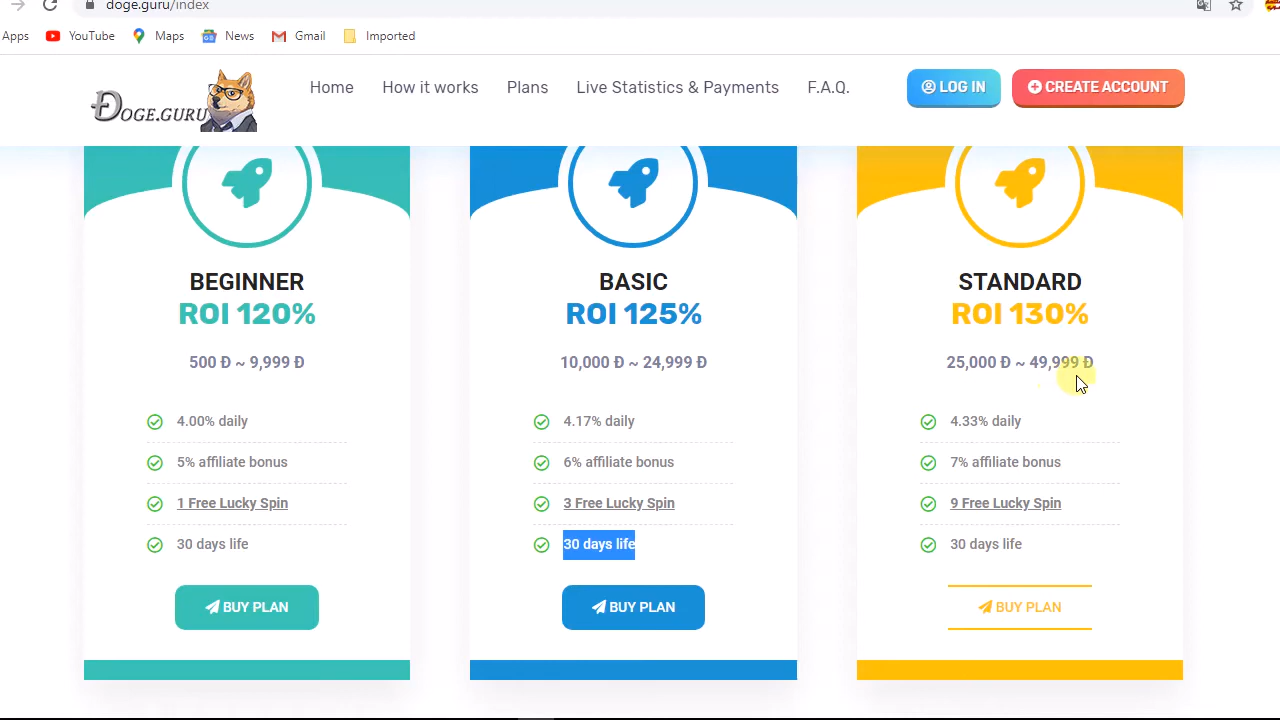 doge.guru/index
Apps YouTube Maps News Gmail Imported
ĐOGE.GURU Home How it works Plans Live Statistics & Payments F.A.Q. LOG IN CREATE ACCOUNT
BEGINNER
ROI 120%
500 Đ ~ 9,999 Đ
4.00% daily
5% affiliate bonus
1 Free Lucky Spin
30 days life
BUY PLAN
BASIC
ROI 125%
10,000 Đ ~ 24,999 Đ
4.17% daily
6% affiliate bonus
3 Free Lucky Spin
30 days life
BUY PLAN
STANDARD
ROI 130%
25,000 Đ ~ 49,999 Đ
4.33% daily
7% affiliate bonus
9 Free Lucky Spin
30 days life
BUY PLAN